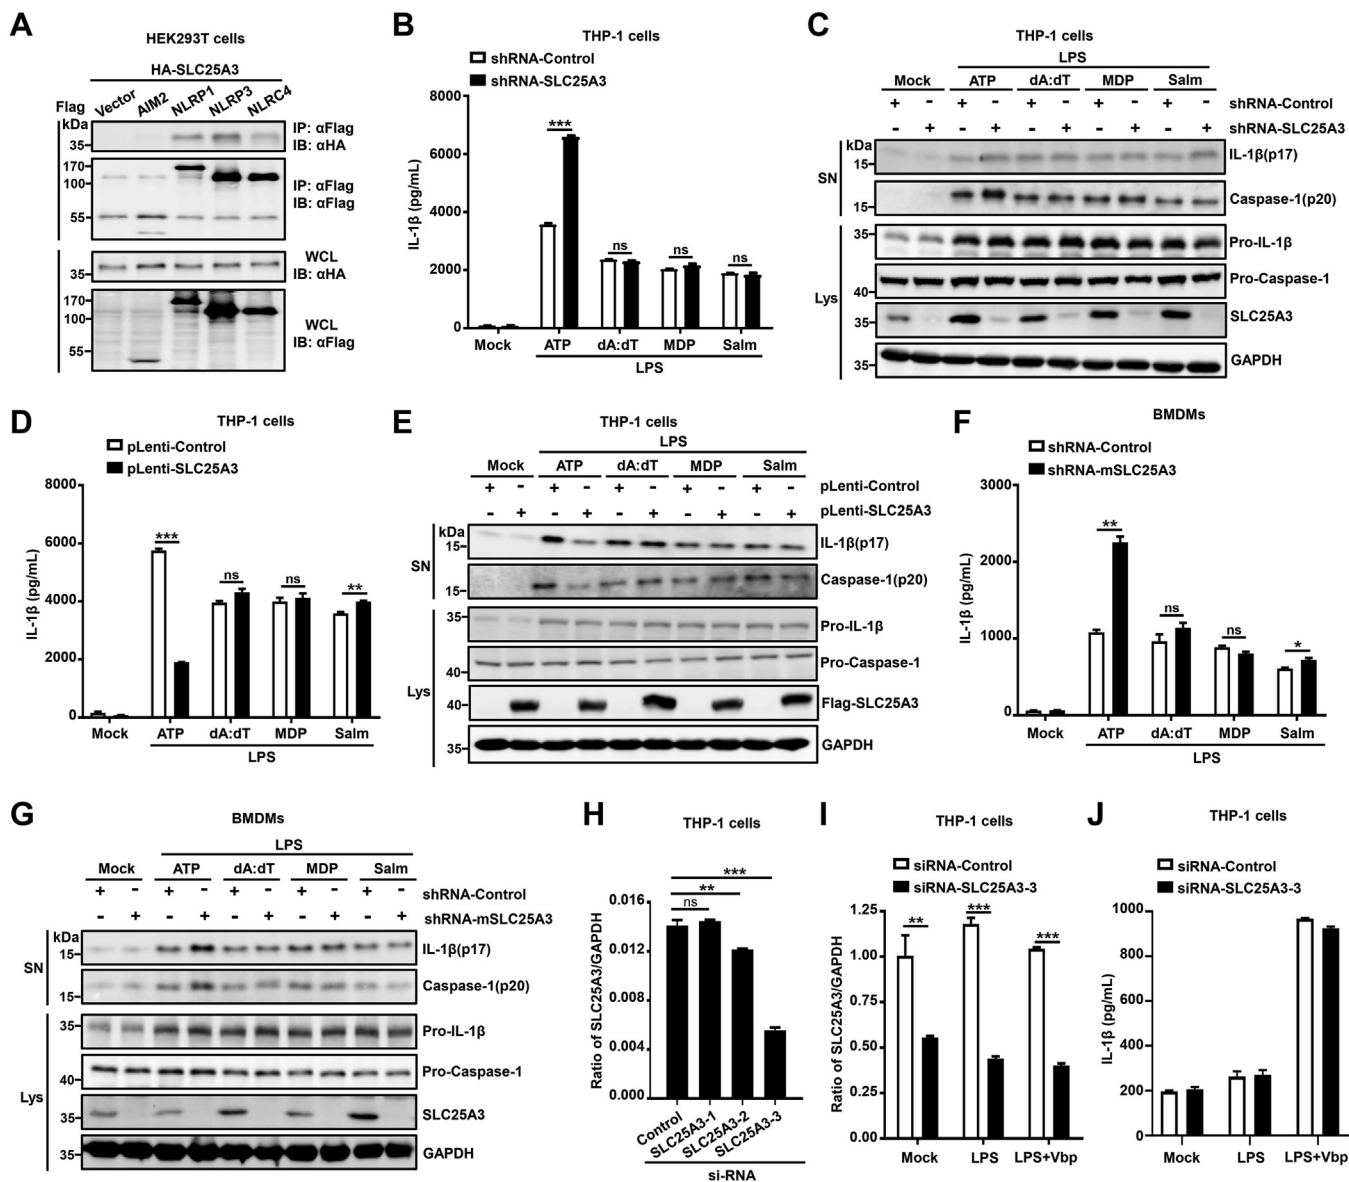 A
HEK293T cells
HA-SLC25A3
Flag Vector AIM2 NLRP1 NLRP3 NLRC4
kDa
35
IP: αFlag
IB: αHA
170
100
55
IP: αFlag
IB: αFlag
35
WCL
IB: αHA
170
100
55
WCL
IB: αFlag
B
THP-1 cells
shRNA-Control
shRNA-SLC25A3
IL-1β (pg/mL)
8000
6000
4000
2000
0
*** ns ns ns
Mock ATP dA:dT MDP Salm
LPS
C
THP-1 cells
LPS
Mock ATP dA:dT MDP Salm
+ - + - + - + - + - shRNA-Control
- + - + - + - + - + shRNA-SLC25A3
kDa
SN
15 IL-1β(p17)
15 Caspase-1(p20)
Lys
35 Pro-IL-1β
40 Pro-Caspase-1
35 SLC25A3
35 GAPDH
D
THP-1 cells
pLenti-Control
pLenti-SLC25A3
IL-1β (pg/mL)
8000
6000
4000
2000
0
*** ns ns **
Mock ATP dA:dT MDP Salm
LPS
E
THP-1 cells
LPS
Mock ATP dA:dT MDP Salm
+ - + - + - + - + - pLenti-Control
- + - + - + - + - + pLenti-SLC25A3
kDa
SN
15 IL-1β(p17)
15 Caspase-1(p20)
Lys
35 Pro-IL-1β
40 Pro-Caspase-1
40 Flag-SLC25A3
35 GAPDH
F
BMDMs
shRNA-Control
shRNA-mSLC25A3
IL-1β (pg/mL)
3000
2000
1000
0
** ns ns *
Mock ATP dA:dT MDP Salm
LPS
G
BMDMs
LPS
Mock ATP dA:dT MDP Salm
+ - + - + - + - + - shRNA-Control
- + - + - + - + - + shRNA-mSLC25A3
kDa
SN
15 IL-1β(p17)
15 Caspase-1(p20)
Lys
35 Pro-IL-1β
40 Pro-Caspase-1
35 SLC25A3
35 GAPDH
H
THP-1 cells
Ratio of SLC25A3/GAPDH
0.016
0.012
0.008
0.004
0.000
***
**
ns
Control SLC25A3-1 SLC25A3-2 SLC25A3-3
si-RNA
I
THP-1 cells
siRNA-Control
siRNA-SLC25A3-3
Ratio of SLC25A3/GAPDH
1.25
1.00
0.75
0.50
0.25
0.00
** *** ***
Mock LPS LPS+Vbp
J
THP-1 cells
siRNA-Control
siRNA-SLC25A3-3
IL-1β (pg/mL)
1000
800
600
400
200
0
Mock LPS LPS+Vbp